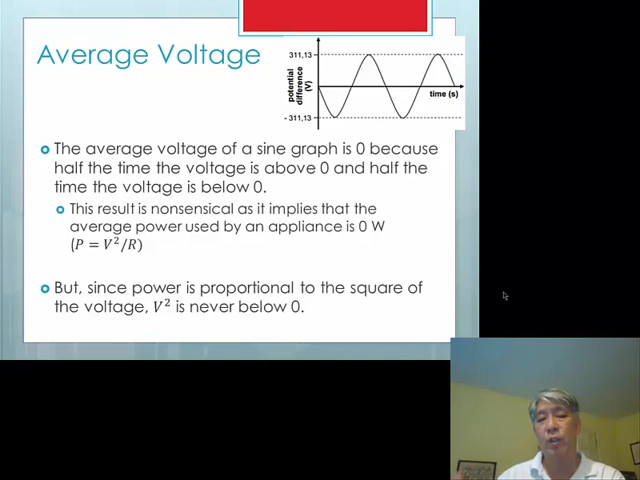 Average Voltage
311,13
potential
difference
(V)
time (s)
- 311,13
The average voltage of a sine graph is 0 because
half the time the voltage is above 0 and half the
time the voltage is below 0.
This result is nonsensical as it implies that the
average power used by an appliance is 0 W
(P = V²/R)
But, since power is proportional to the square of
the voltage, V² is never below 0.